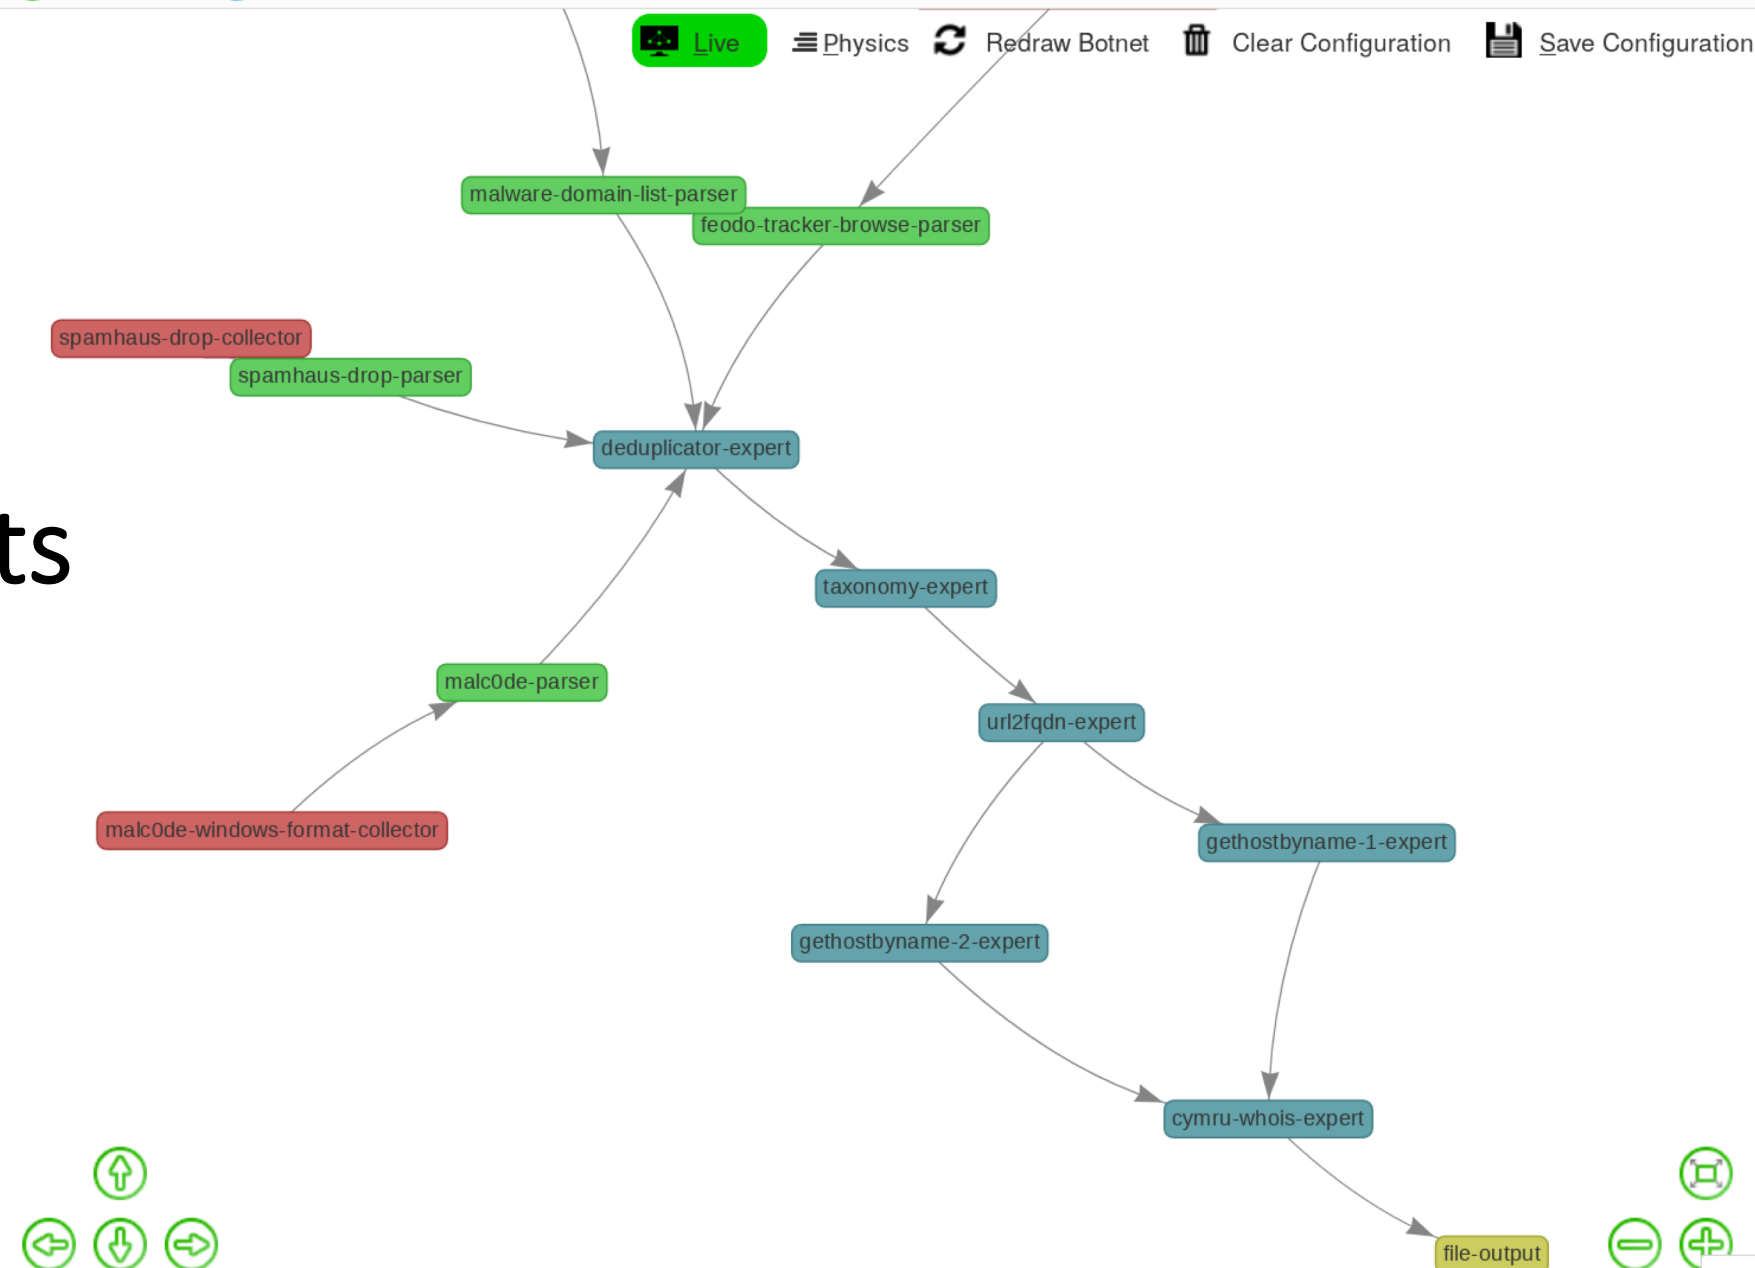 Live Physics Redraw Botnet Clear Configuration Save Configuration
malware-domain-list-parser
feodo-tracker-browse-parser
spamhaus-drop-collector
spamhaus-drop-parser
deduplicator-expert
ts
taxonomy-expert
malc0de-parser
url2fqdn-expert
malc0de-windows-format-collector
gethostbyname-1-expert
gethostbyname-2-expert
cymru-whois-expert
file-output